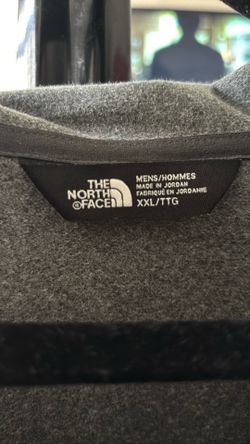 THE
NORTH
FACE
®
MENS/HOMMES
MADE IN JORDAN
FABRIQUÉ EN JORDANIE
XXL/TTG